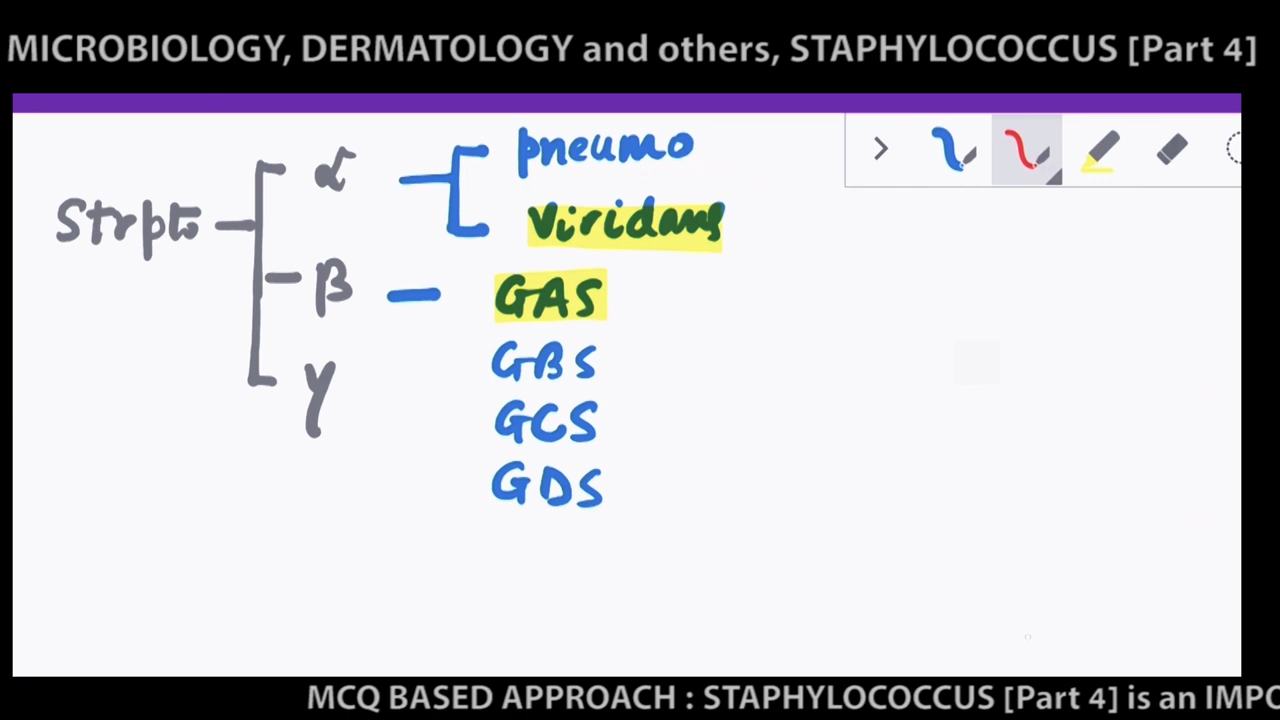 MICROBIOLOGY, DERMATOLOGY and others, STAPHYLOCOCCUS [Part 4]
pneumo
α
Strpto
Viridans
β
GAS
γ
GBS
GCS
GDS
MCQ BASED APPROACH : STAPHYLOCOCCUS [Part 4] is an IMPO